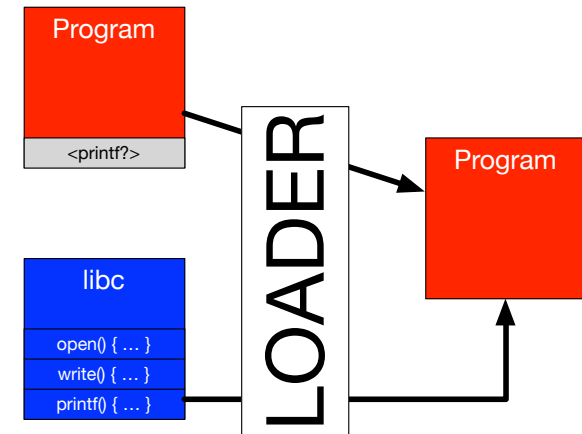 Program
<printf?>
LOADER
Program
libc
open() { … }
write() { … }
printf() { … }